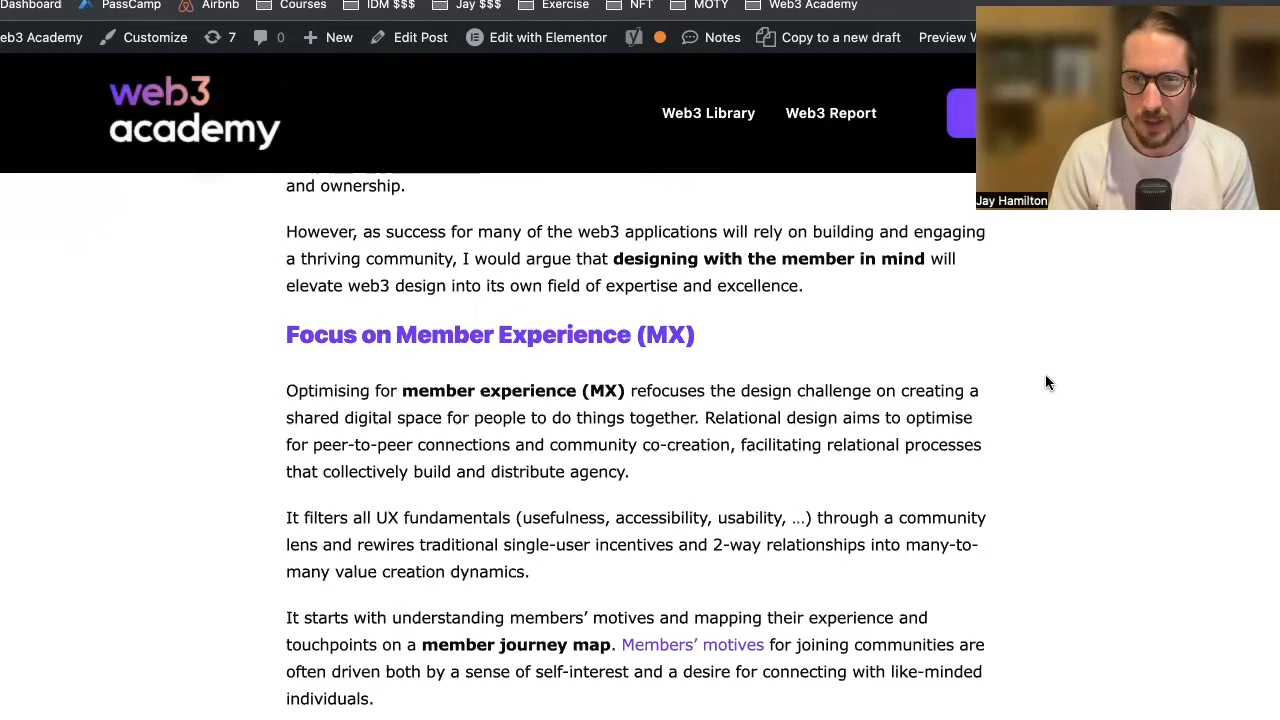 Dashboard PassCamp Airbnb Courses IDM $$$ Jay $$$ Exercise NFT MOTY Web3 Academy
eb3 Academy Customize 7 0 New Edit Post Edit with Elementor Notes Copy to a new draft Preview
web3
academy
Web3 Library Web3 Report
Jay Hamilton
and ownership.
However, as success for many of the web3 applications will rely on building and engaging
a thriving community, I would argue that designing with the member in mind will
elevate web3 design into its own field of expertise and excellence.
Focus on Member Experience (MX)
Optimising for member experience (MX) refocuses the design challenge on creating a
shared digital space for people to do things together. Relational design aims to optimise
for peer-to-peer connections and community co-creation, facilitating relational processes
that collectively build and distribute agency.
It filters all UX fundamentals (usefulness, accessibility, usability, …) through a community
lens and rewires traditional single-user incentives and 2-way relationships into many-to-
many value creation dynamics.
It starts with understanding members’ motives and mapping their experience and
touchpoints on a member journey map. Members’ motives for joining communities are
often driven both by a sense of self-interest and a desire for connecting with like-minded
individuals.